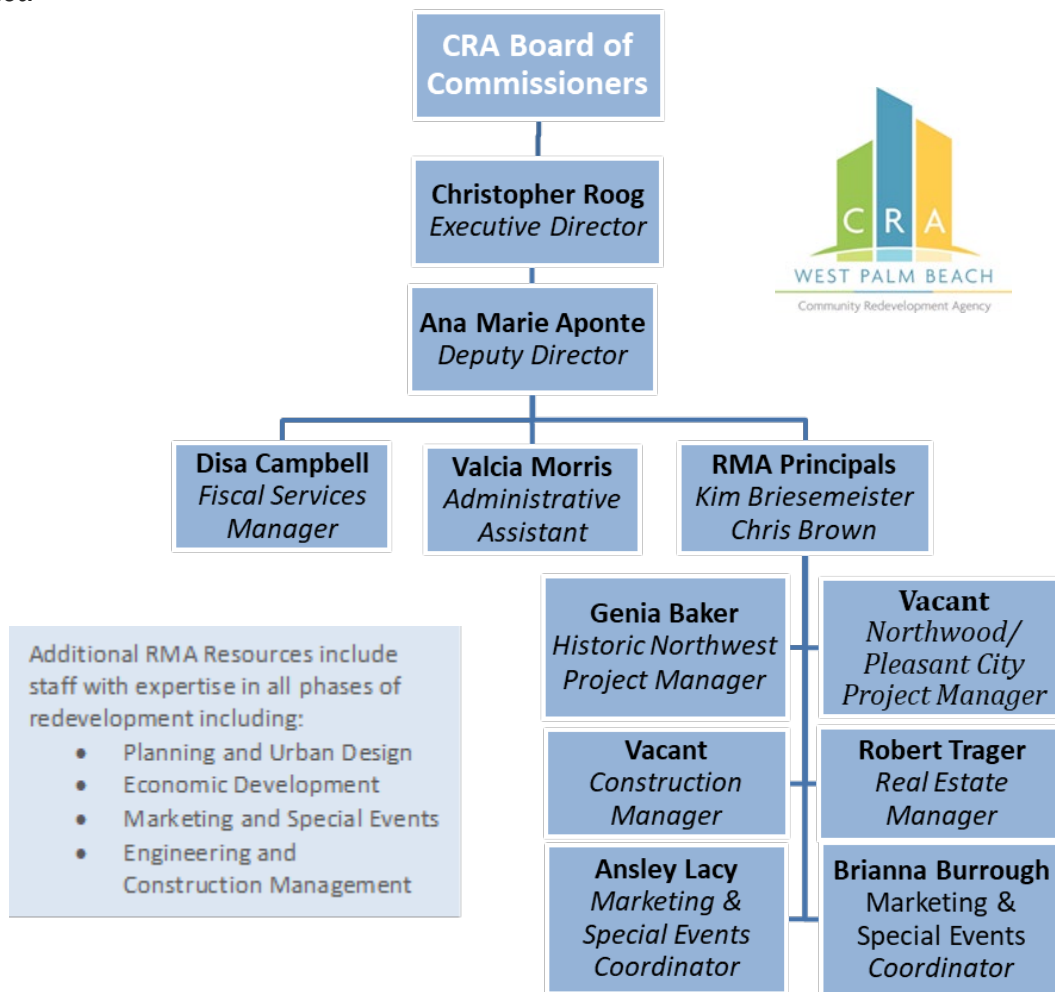 CRA Board of
Commissioners
Christopher Roog
Executive Director
C R A
WEST PALM BEACH
Community Redevelopment Agency
Ana Marie Aponte
Deputy Director
Disa Campbell
Fiscal Services
Manager
Valcia Morris
Administrative
Assistant
RMA Principals
Kim Briesemeister
Chris Brown
Genia Baker
Historic Northwest
Project Manager
Vacant
Northwood/
Pleasant City
Project Manager
Additional RMA Resources include
staff with expertise in all phases of
redevelopment including:
• Planning and Urban Design
• Economic Development
• Marketing and Special Events
• Engineering and
Construction Management
Vacant
Construction
Manager
Robert Trager
Real Estate
Manager
Ansley Lacy
Marketing &
Special Events
Coordinator
Brianna Burrough
Marketing &
Special Events
Coordinator